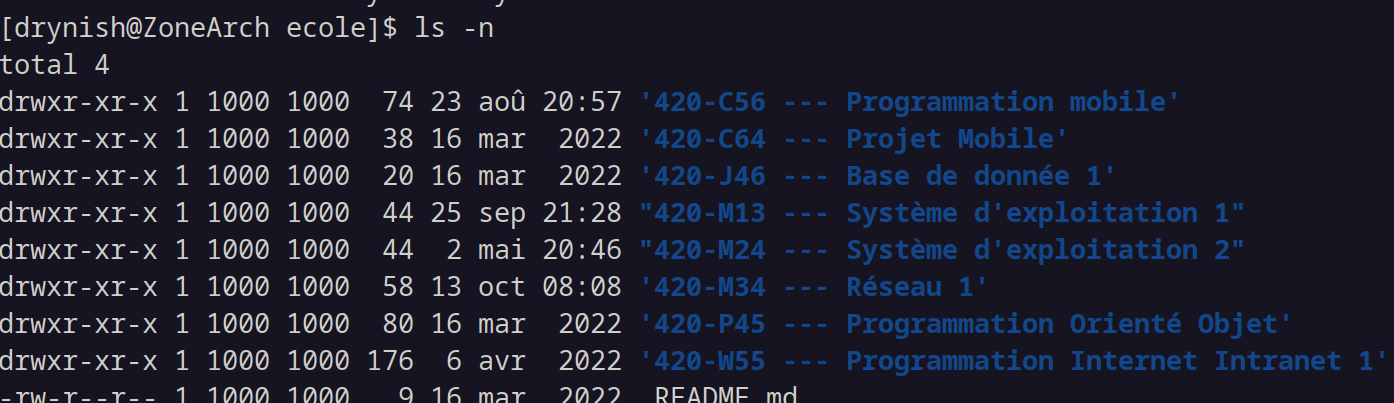 [drynish@ZoneArch ecole]$ ls -n
total 4
drwxr-xr-x 1 1000 1000  74 23 aoû 20:57 '420-C56 --- Programmation mobile'
drwxr-xr-x 1 1000 1000  38 16 mar  2022 '420-C64 --- Projet Mobile'
drwxr-xr-x 1 1000 1000  20 16 mar  2022 '420-J46 --- Base de donnée 1'
drwxr-xr-x 1 1000 1000  44 25 sep 21:28 "420-M13 --- Système d'exploitation 1"
drwxr-xr-x 1 1000 1000  44  2 mai 20:46 "420-M24 --- Système d'exploitation 2"
drwxr-xr-x 1 1000 1000  58 13 oct 08:08 '420-M34 --- Réseau 1'
drwxr-xr-x 1 1000 1000  80 16 mar  2022 '420-P45 --- Programmation Orienté Objet'
drwxr-xr-x 1 1000 1000 176  6 avr  2022 '420-W55 --- Programmation Internet Intranet 1'
-rw-r--r-- 1 1000 1000   9 16 mar  2022  README.md